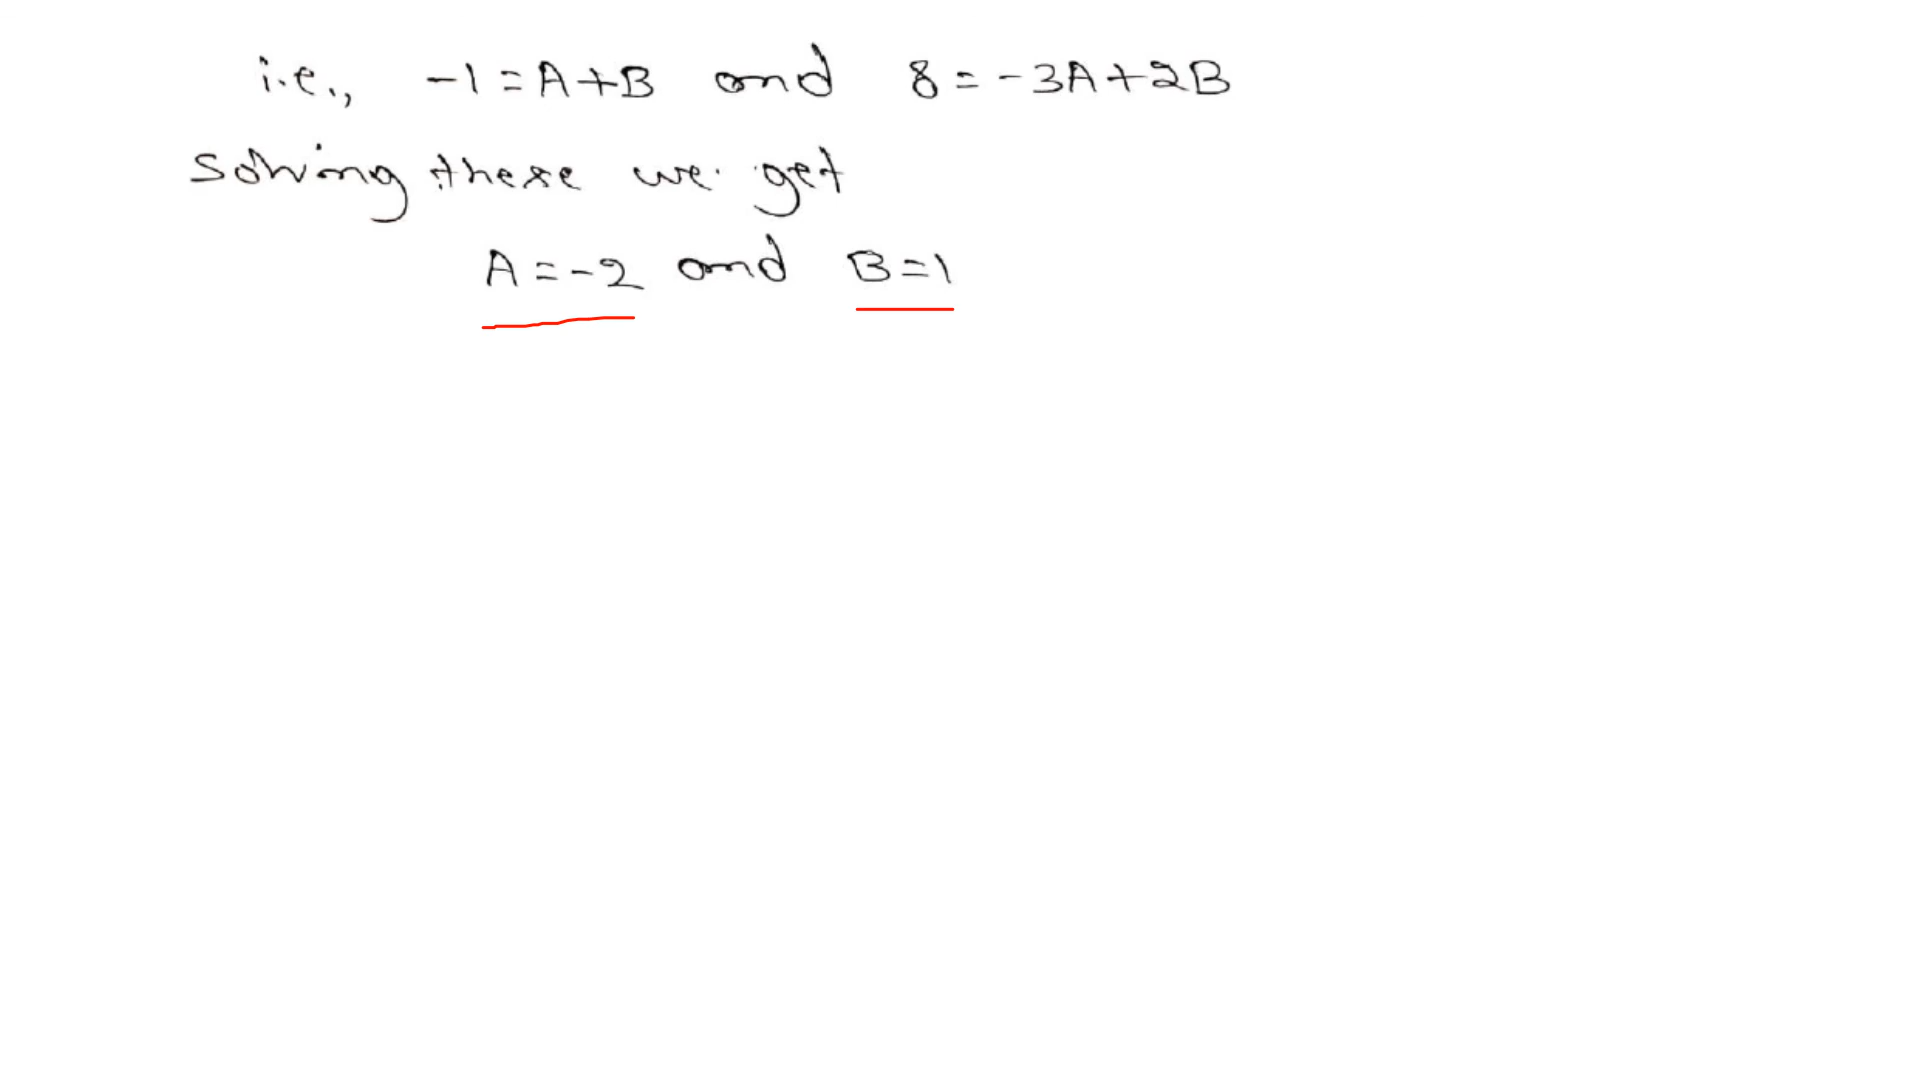 i.e., -1 = A+B and 8 = -3A+2B
Solving these we get
A = -2 and B = 1